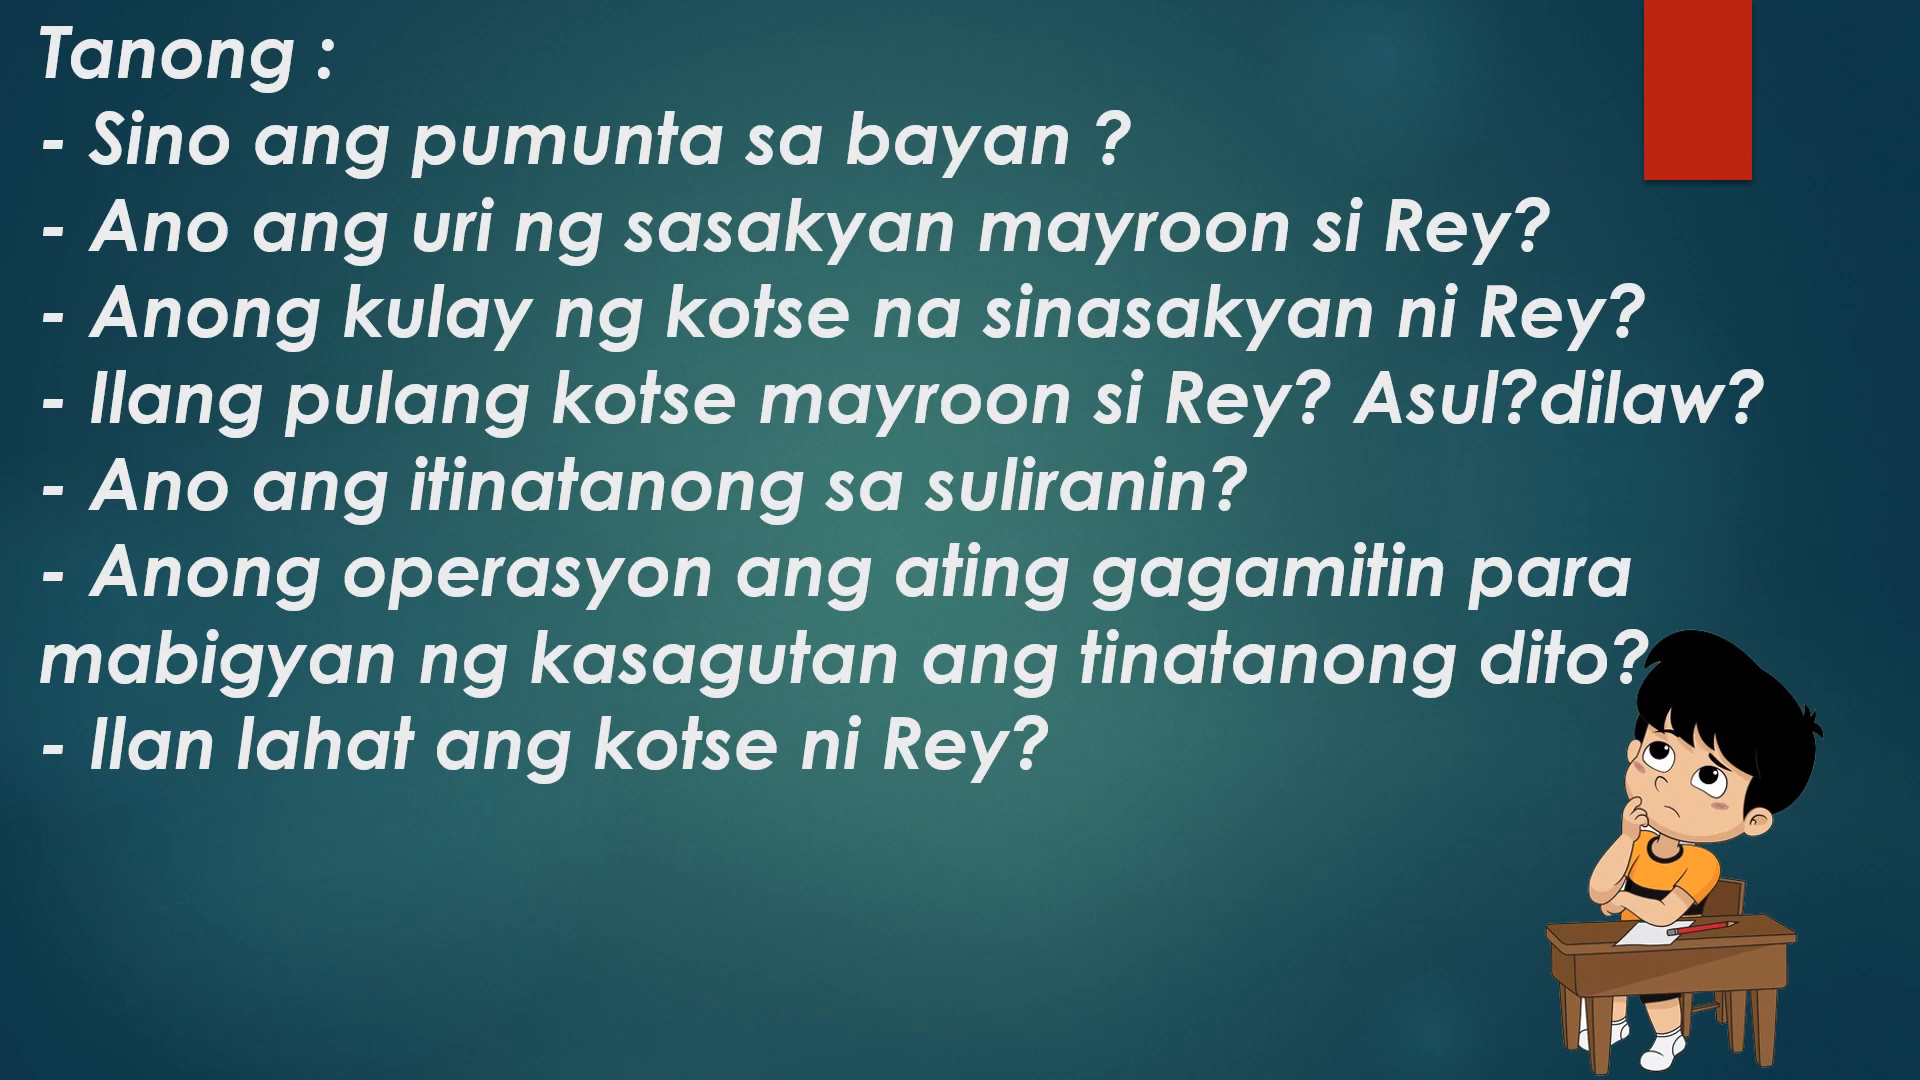 Tanong :
- Sino ang pumunta sa bayan ?
- Ano ang uri ng sasakyan mayroon si Rey?
- Anong kulay ng kotse na sinasakyan ni Rey?
- Ilang pulang kotse mayroon si Rey? Asul?dilaw?
- Ano ang itinatanong sa suliranin?
- Anong operasyon ang ating gagamitin para
mabigyan ng kasagutan ang tinatanong dito?
- Ilan lahat ang kotse ni Rey?